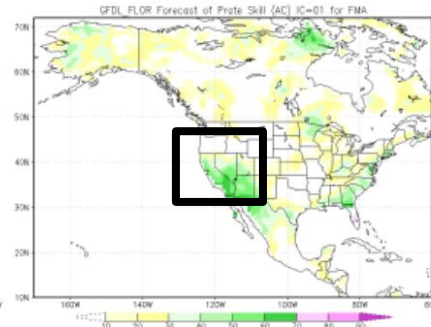 GFDL_FLOR Forecast of Prate Skill (AC) IC=01 for FMA
70N
60N
50N
40N
30N
20N
10N
160W 140W 120W 100W 80W 60W
10 20 30 40 50 60 70 80 90